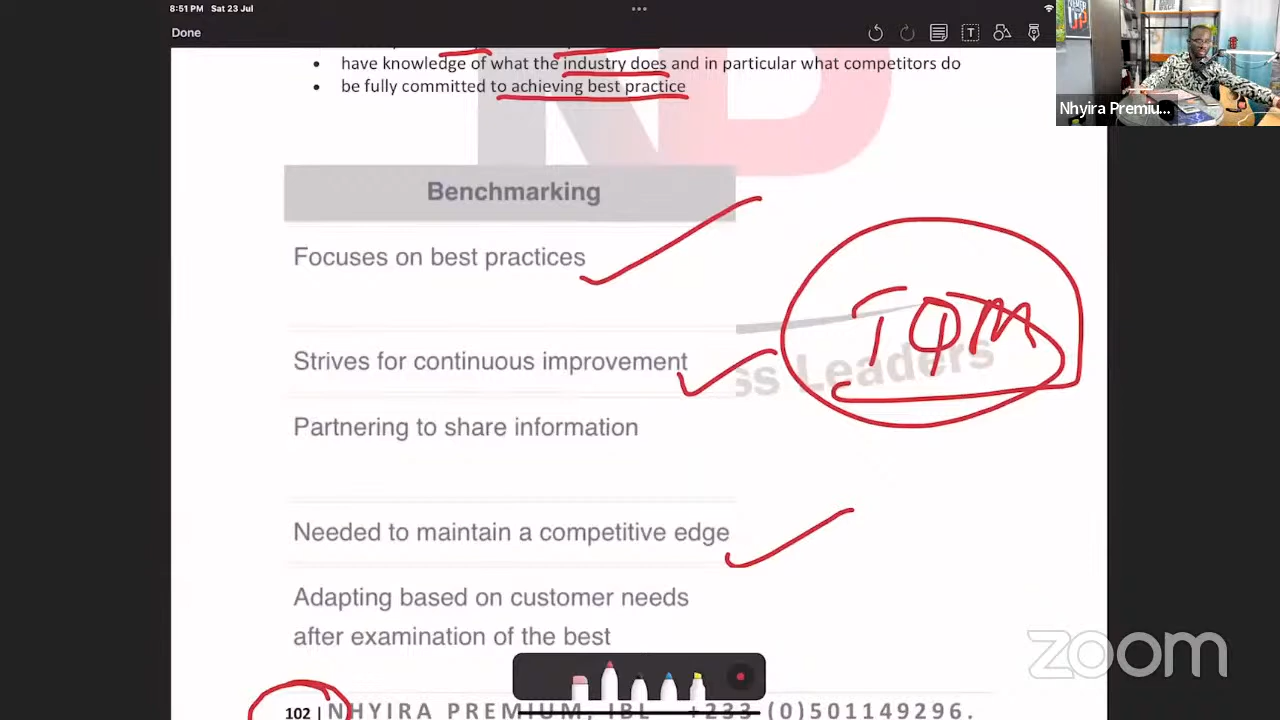 8:51 PM Sat 23 Jul
Done
T
have knowledge of what the industry does and in particular what competitors do
be fully committed to achieving best practice
Nhyira Premiu...
Benchmarking
Focuses on best practices
TQM
Strives for continuous improvement
ss Leaders
Partnering to share information
Needed to maintain a competitive edge
Adapting based on customer needs
after examination of the best
zoom
102 | NHYIRA PREMIUM, IBL +233 (0)501149296.